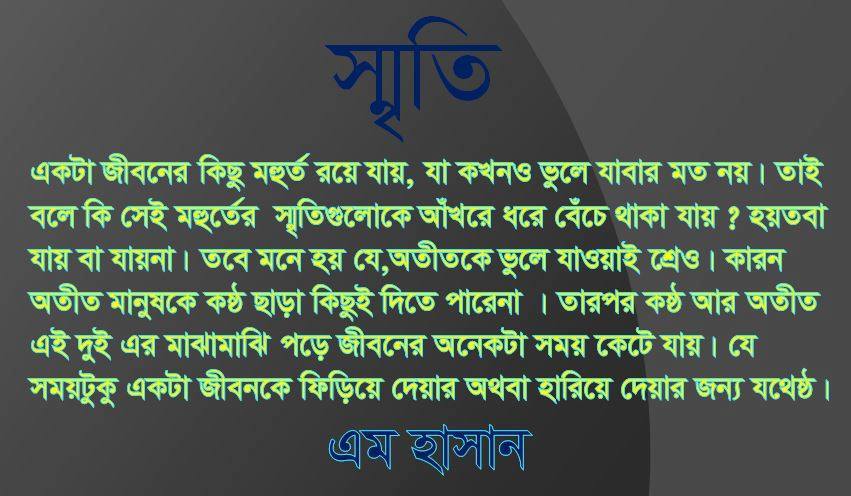 স্মৃতি
একটা জীবনের কিছু মহুর্ত রয়ে যায়, যা কখনও ভুলে যাবার মত নয়। তাই
বলে কি সেই মহুর্তের স্মৃতিগুলোকে আঁখরে ধরে বেঁচে থাকা যায় ? হয়তবা
যায় বা যায়না। তবে মনে হয় যে,অতীতকে ভুলে যাওয়াই শ্রেও। কারন
অতীত মানুষকে কষ্ঠ ছাড়া কিছুই দিতে পারেনা । তারপর কষ্ঠ আর অতীত
এই দুই এর মাঝামাঝি পড়ে জীবনের অনেকটা সময় কেটে যায়। যে
সময়টুকু একটা জীবনকে ফিড়িয়ে দেয়ার অথবা হারিয়ে দেয়ার জন্য যথেষ্ঠ।
এম হাসান